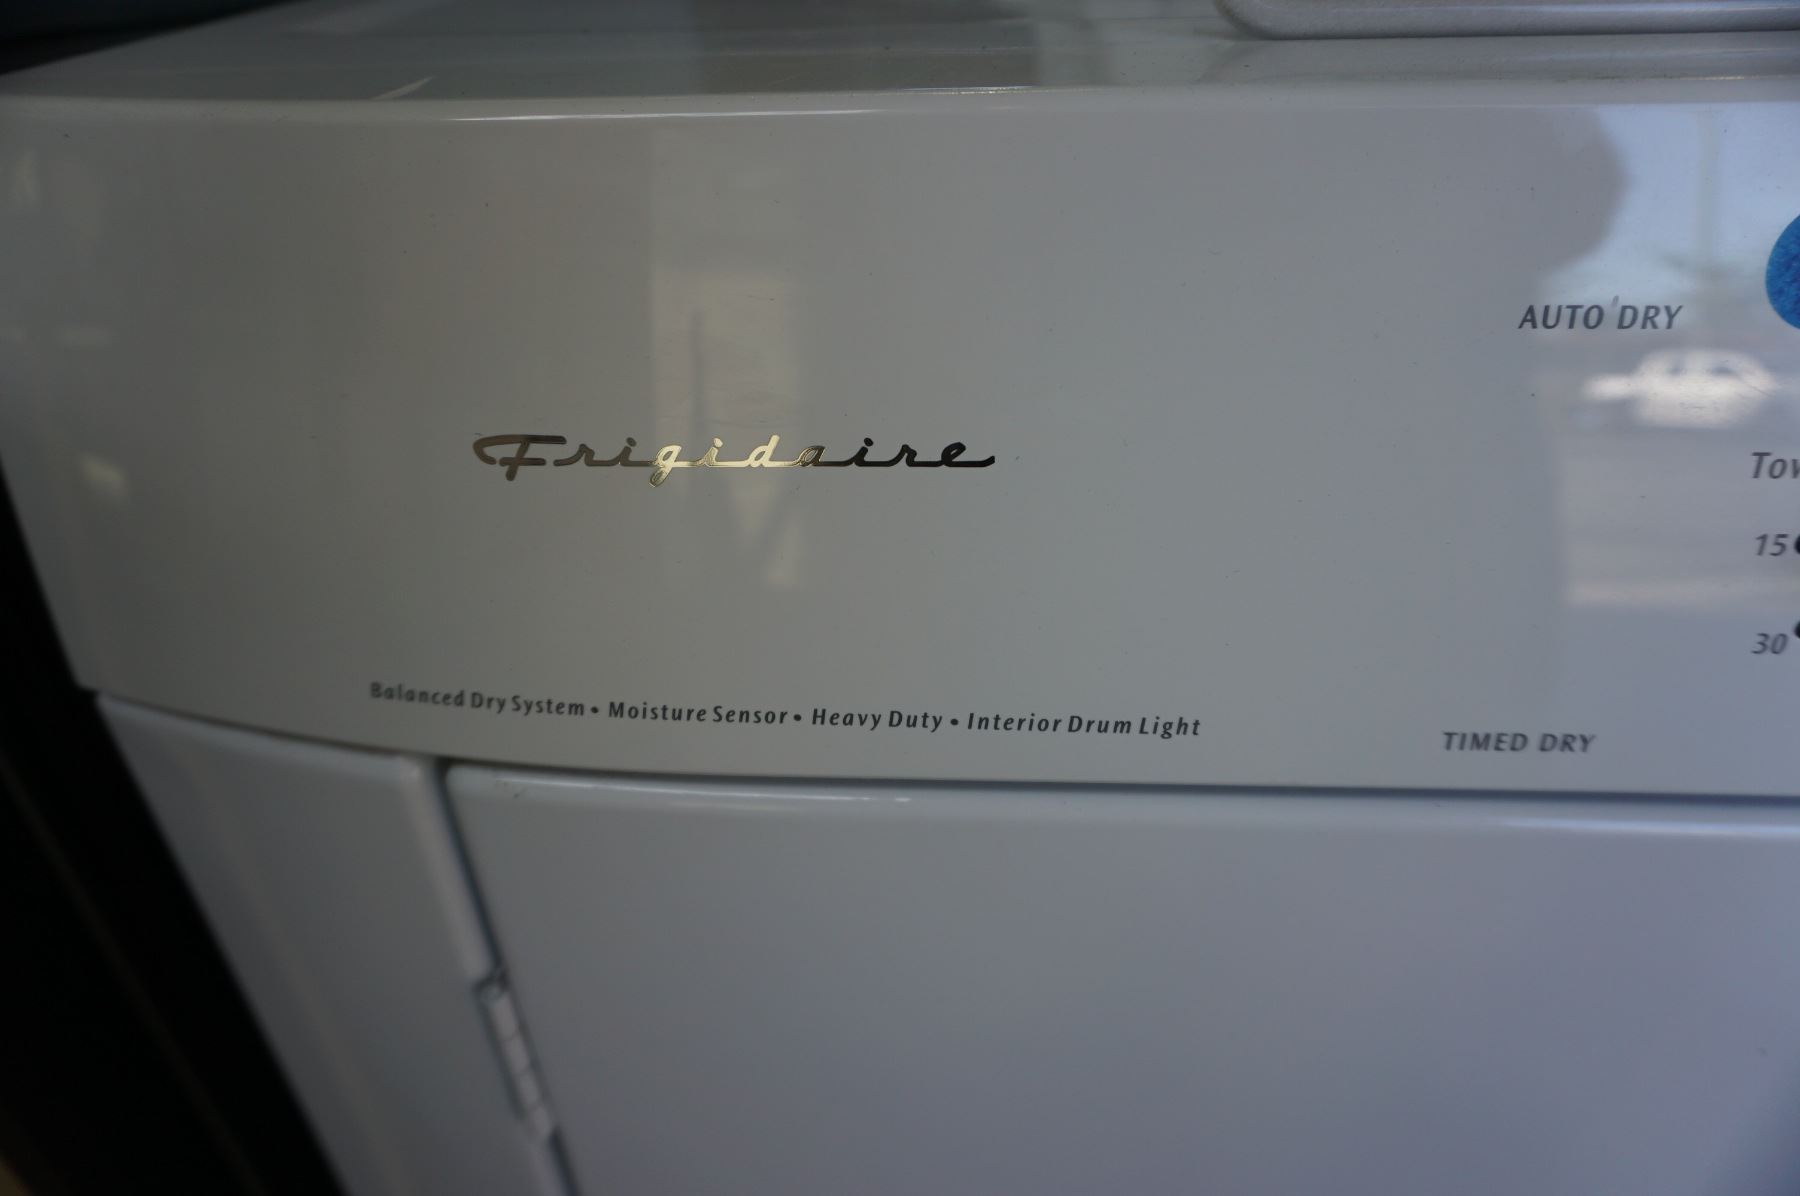 AUTO DRY
Frigidaire
15
30
Balanced Dry System • Moisture Sensor • Heavy Duty • Interior Drum Light
TIMED DRY